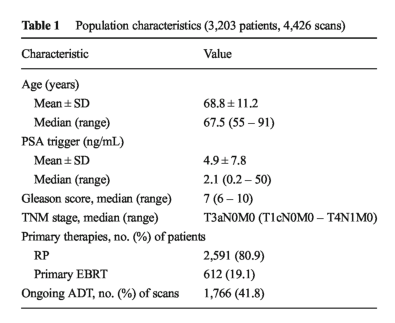 Table 1 Population characteristics (3,203 patients, 4,426 scans)
Characteristic Value
Age (years)
Mean ± SD 68.8 ± 11.2
Median (range) 67.5 (55 – 91)
PSA trigger (ng/mL)
Mean ± SD 4.9 ± 7.8
Median (range) 2.1 (0.2 – 50)
Gleason score, median (range) 7 (6 – 10)
TNM stage, median (range) T3aN0M0 (T1cN0M0 – T4N1M0)
Primary therapies, no. (%) of patients
RP 2,591 (80.9)
Primary EBRT 612 (19.1)
Ongoing ADT, no. (%) of scans 1,766 (41.8)